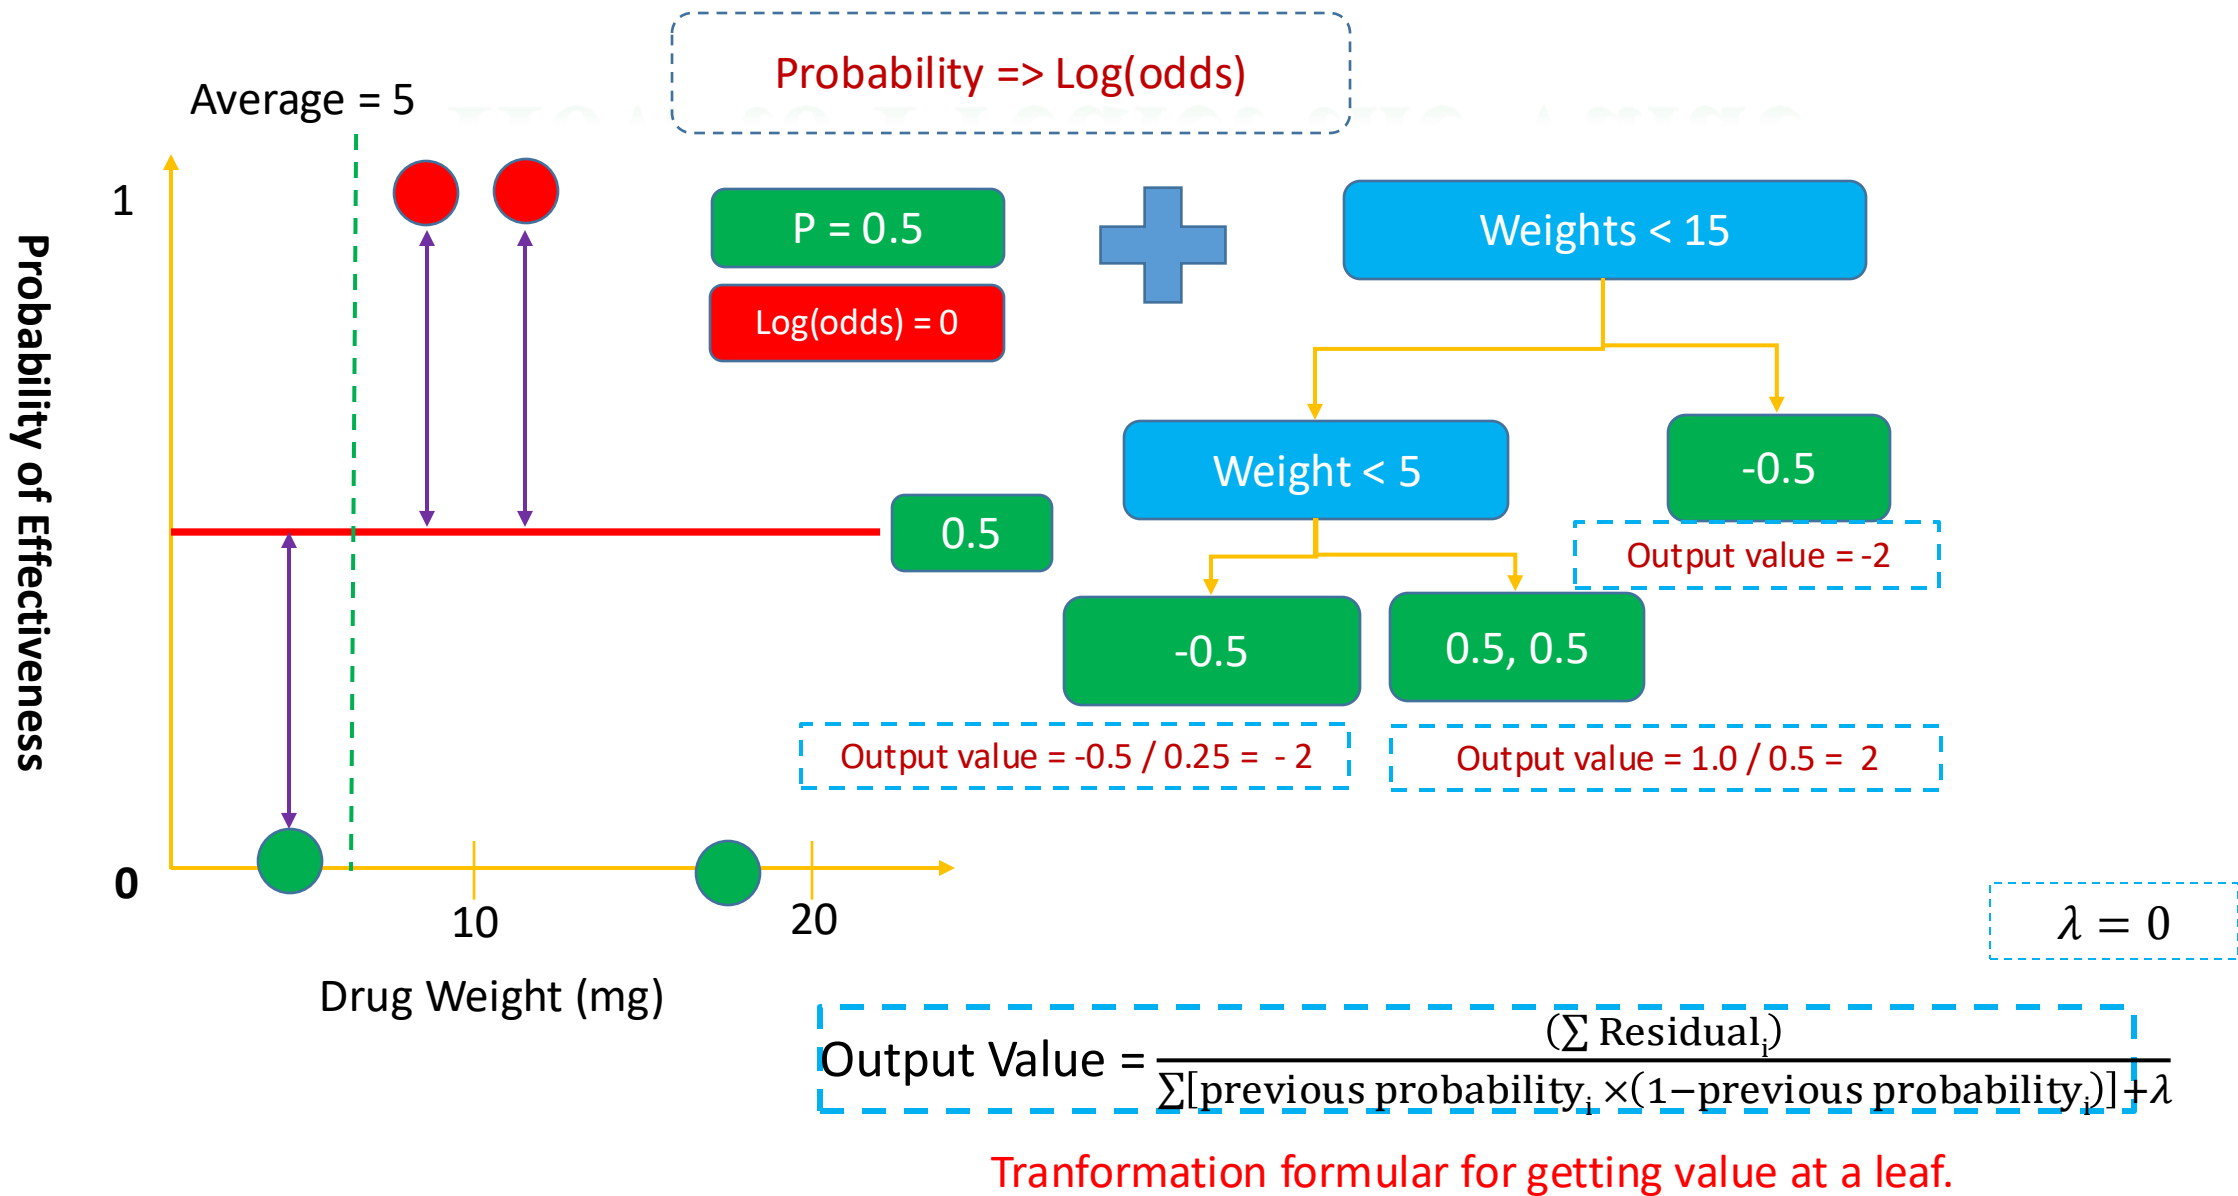 Probability => Log(odds)
Average = 5
1
Probability of Effectiveness
P = 0.5
Log(odds) = 0
Weights < 15
Weight < 5
-0.5
0.5
Output value = -2
-0.5
0.5, 0.5
Output value = -0.5 / 0.25 = - 2
Output value = 1.0 / 0.5 = 2
0
10
20
Drug Weight (mg)
λ = 0
Output Value = (∑ Residualᵢ) / ∑[previous probabilityᵢ ×(1−previous probabilityᵢ)]+λ
Tranformation formular for getting value at a leaf.